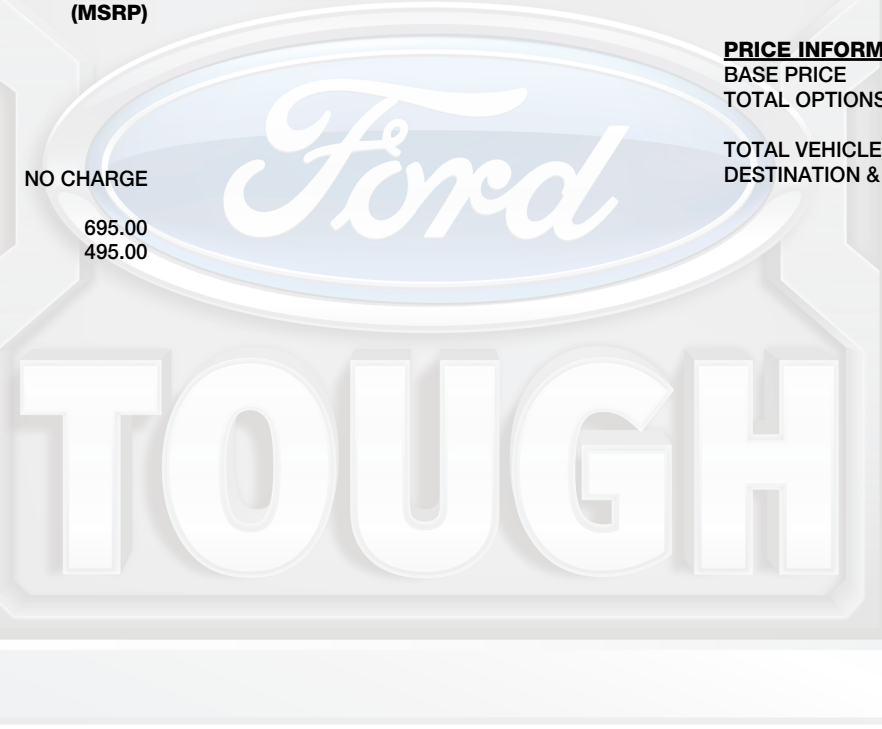 (MSRP)
NO CHARGE
695.00
495.00
PRICE INFORM
BASE PRICE
TOTAL OPTIONS
TOTAL VEHICLE
DESTINATION &
Ford
TOUGH